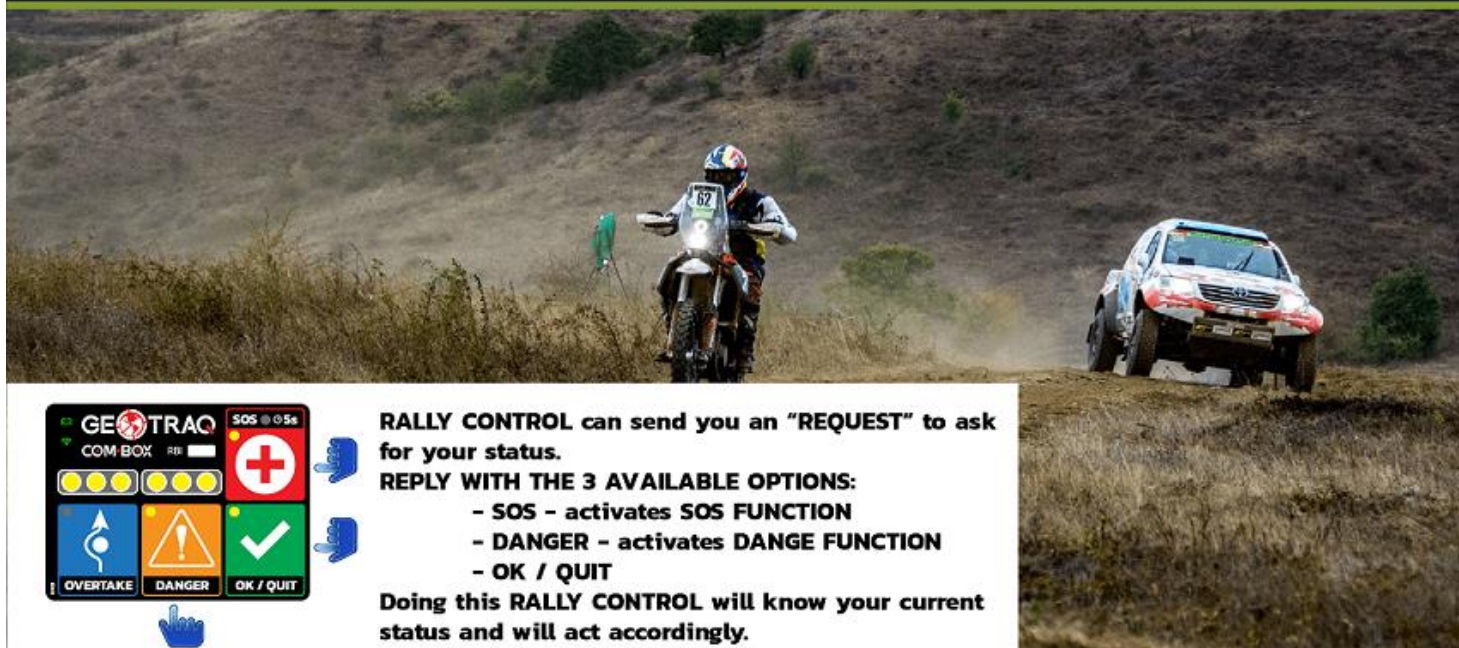 62
GEOTRAQ
COM-BOX RBI
SOS 5s
OVERTAKE DANGER OK / QUIT
RALLY CONTROL can send you an “REQUEST” to ask
for your status.
REPLY WITH THE 3 AVAILABLE OPTIONS:
- SOS - activates SOS FUNCTION
- DANGER - activates DANGE FUNCTION
- OK / QUIT
Doing this RALLY CONTROL will know your current
status and will act accordingly.